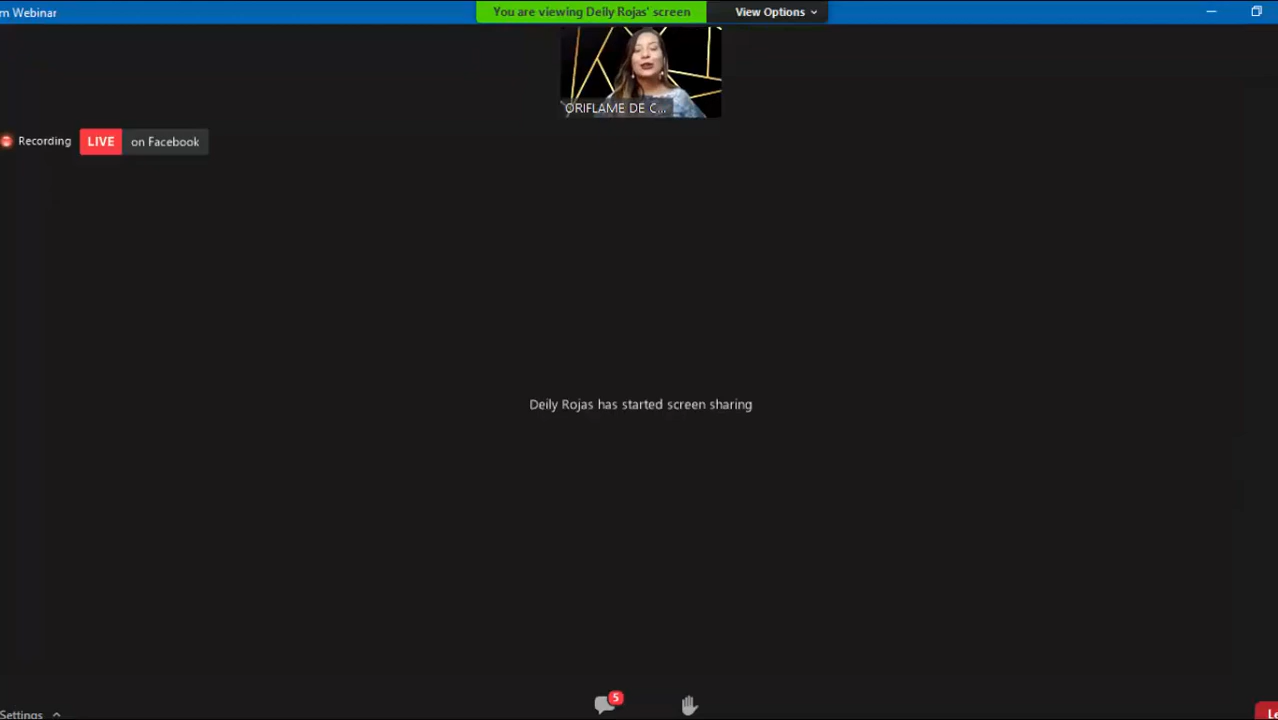 m Webinar
You are viewing Deily Rojas' screen
View Options
ORIFLAME DE C...
Recording
LIVE
on Facebook
Deily Rojas has started screen sharing
5
Settings
Le